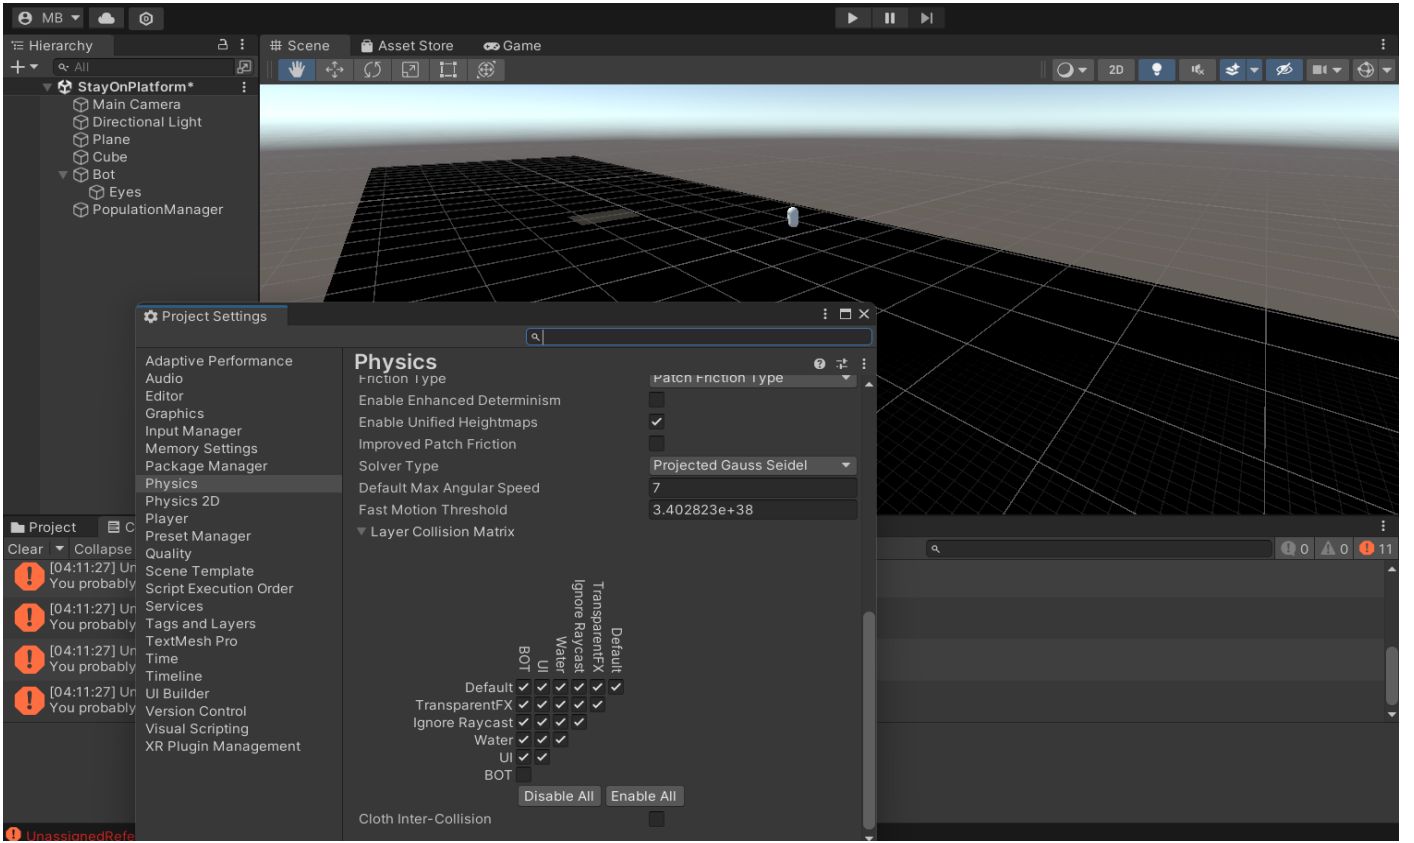 MB
Hierarchy
Scene
Asset Store
Game
All
2D
StayOnPlatform*
Main Camera
Directional Light
Plane
Cube
Bot
Eyes
PopulationManager
Project Settings
Adaptive Performance
Audio
Editor
Graphics
Input Manager
Memory Settings
Package Manager
Physics
Physics 2D
Player
Preset Manager
Quality
Scene Template
Script Execution Order
Services
Tags and Layers
TextMesh Pro
Time
Timeline
UI Builder
Version Control
Visual Scripting
XR Plugin Management
Physics
Friction Type Patch Friction Type
Enable Enhanced Determinism
Enable Unified Heightmaps
Improved Patch Friction
Solver Type Projected Gauss Seidel
Default Max Angular Speed 7
Fast Motion Threshold 3.402823e+38
Layer Collision Matrix
BOT
UI
Water
Ignore Raycast
TransparentFX
Default
Default
TransparentFX
Ignore Raycast
Water
UI
BOT
Disable All Enable All
Cloth Inter-Collision
Project C
Clear Collapse
0 0 11
[04:11:27] Un
You probably
[04:11:27] Un
You probably
[04:11:27] Un
You probably
[04:11:27] Un
You probably
UnassignedRefe